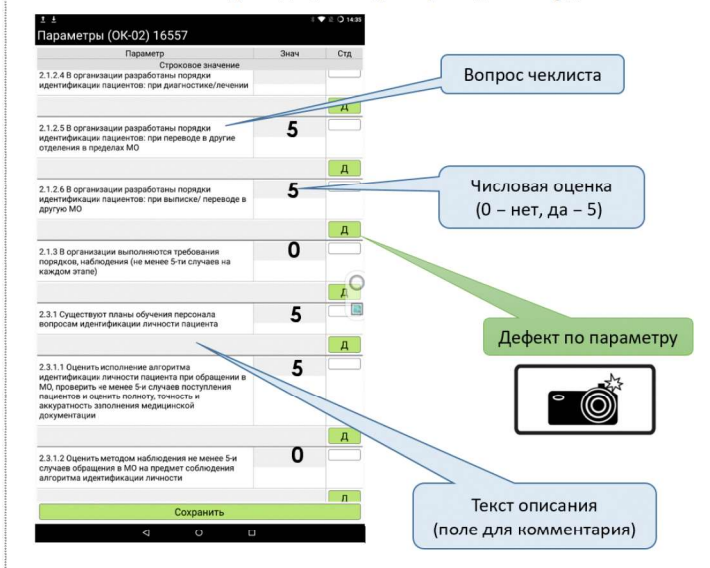 14:35
Параметры (ОК-02) 16557
Параметр Знач Стд
Строковое значение
2.1.2.4 В организации разработаны порядки
идентификации пациентов: при диагностике/лечении
Д
2.1.2.5 В организации разработаны порядки
идентификации пациентов: при переводе в другие
отделения в пределах МО
5
Д
2.1.2.6 В организации разработаны порядки
идентификации пациентов: при выписке/ переводе в
другую МО
5
Д
2.1.3 В организации выполняются требования
порядков, наблюдения (не менее 5-ти случаев на
каждом этапе)
0
Д
2.3.1 Существуют планы обучения персонала
вопросам идентификации личности пациента
5
Д
2.3.1.1 Оценить исполнение алгоритма
идентификации личности пациента при обращении в
МО, проверить не менее 5-и случаев поступления
пациентов и оценить полноту, точность и
аккуратность заполнения медицинской
документации
5
Д
2.3.1.2 Оценить методом наблюдения не менее 5-и
случаев обращения в МО на предмет соблюдения
алгоритма идентификации личности
0
Д
Сохранить
Вопрос чеклиста
Числовая оценка
(0 – нет, да – 5)
Дефект по параметру
Текст описания
(поле для комментария)